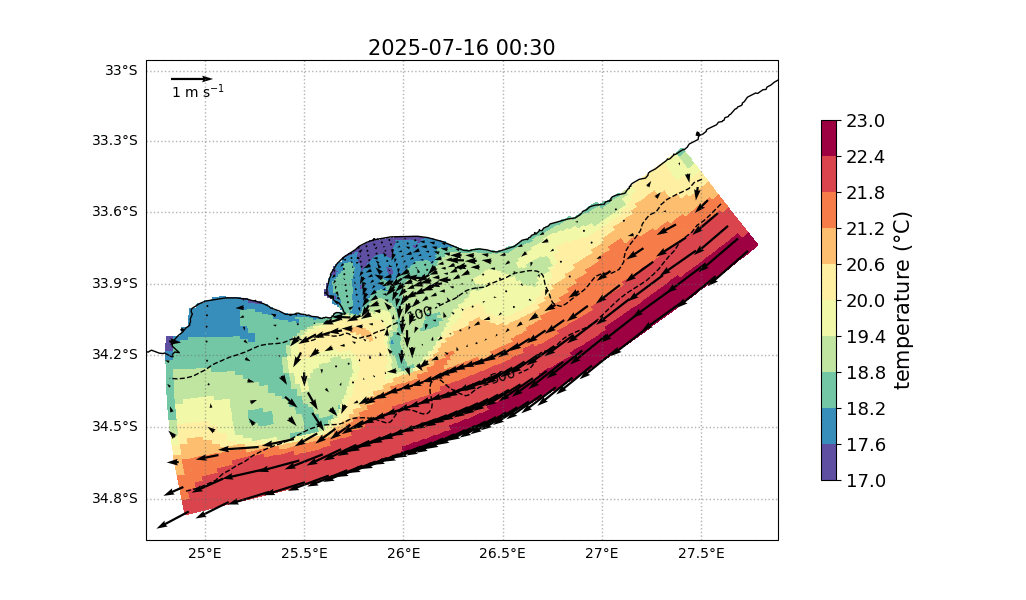 2025-07-16 00:30
1 m s⁻¹
33°S
33.3°S
33.6°S
33.9°S
34.2°S
34.5°S
34.8°S
25°E
25.5°E
26°E
26.5°E
27°E
27.5°E
23.0
22.4
21.8
21.2
20.6
20.0
19.4
18.8
18.2
17.6
17.0
temperature (°C)